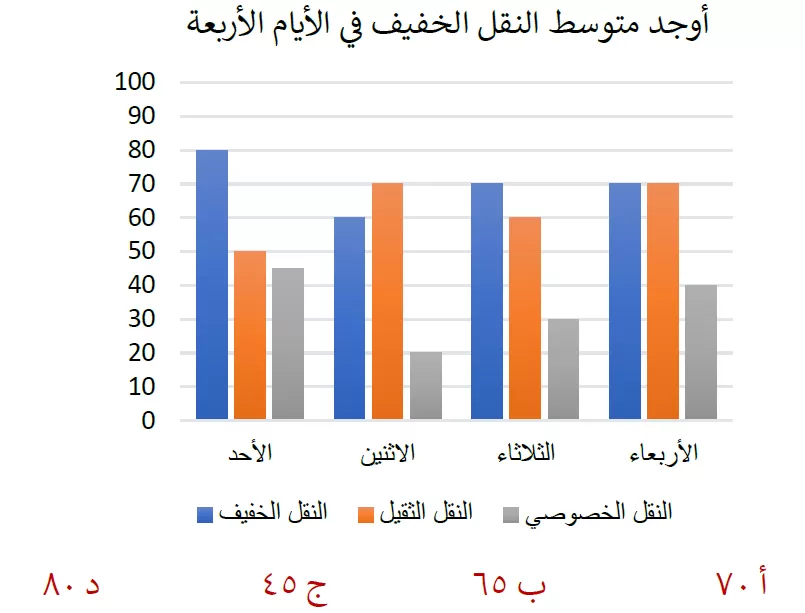 أوجد متوسط النقل الخفيف في الأيام الأربعة
100
90
80
70
60
50
40
30
20
10
0
الأحد الاثنين الثلاثاء الأربعاء
النقل الخفيف النقل الثقيل النقل الخصوصي
أ ٧٠ ب ٦٥ ج ٤٥ د ٨٠